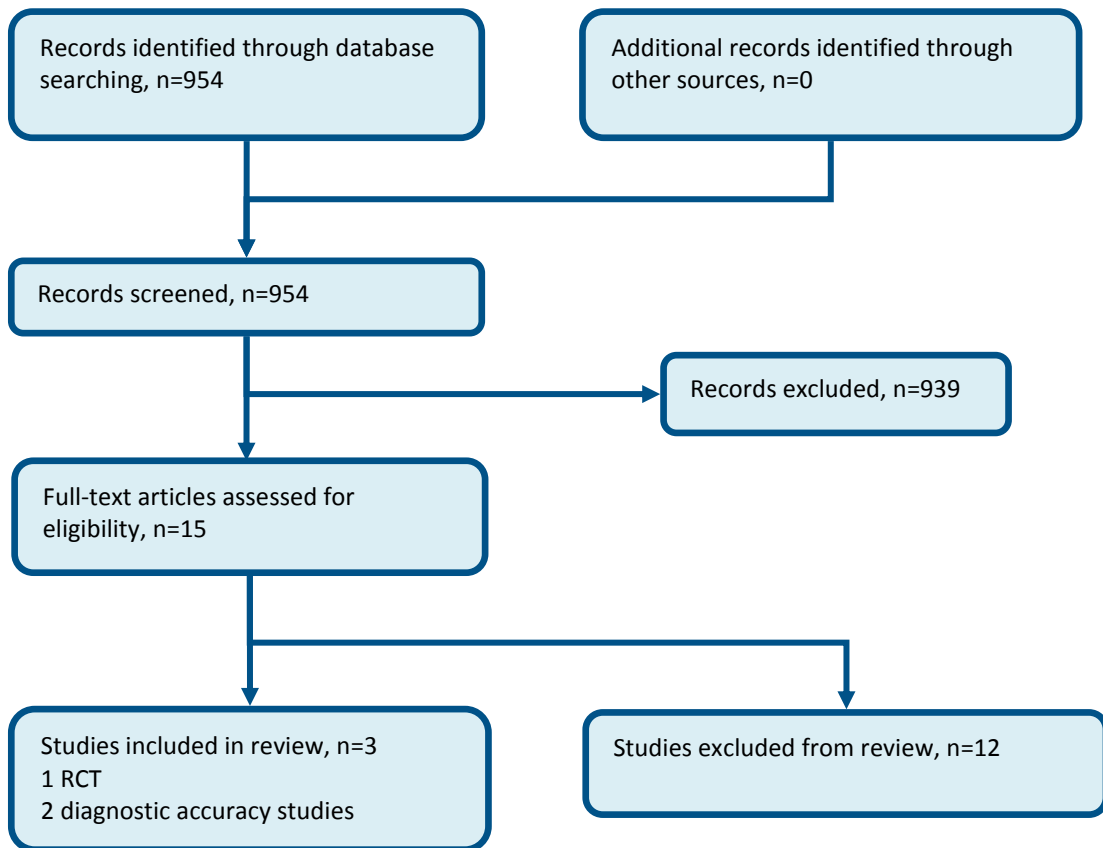 Records identified through database
searching, n=954
Additional records identified through
other sources, n=0
Records screened, n=954
Records excluded, n=939
Full-text articles assessed for
eligibility, n=15
Studies included in review, n=3
1 RCT
2 diagnostic accuracy studies
Studies excluded from review, n=12